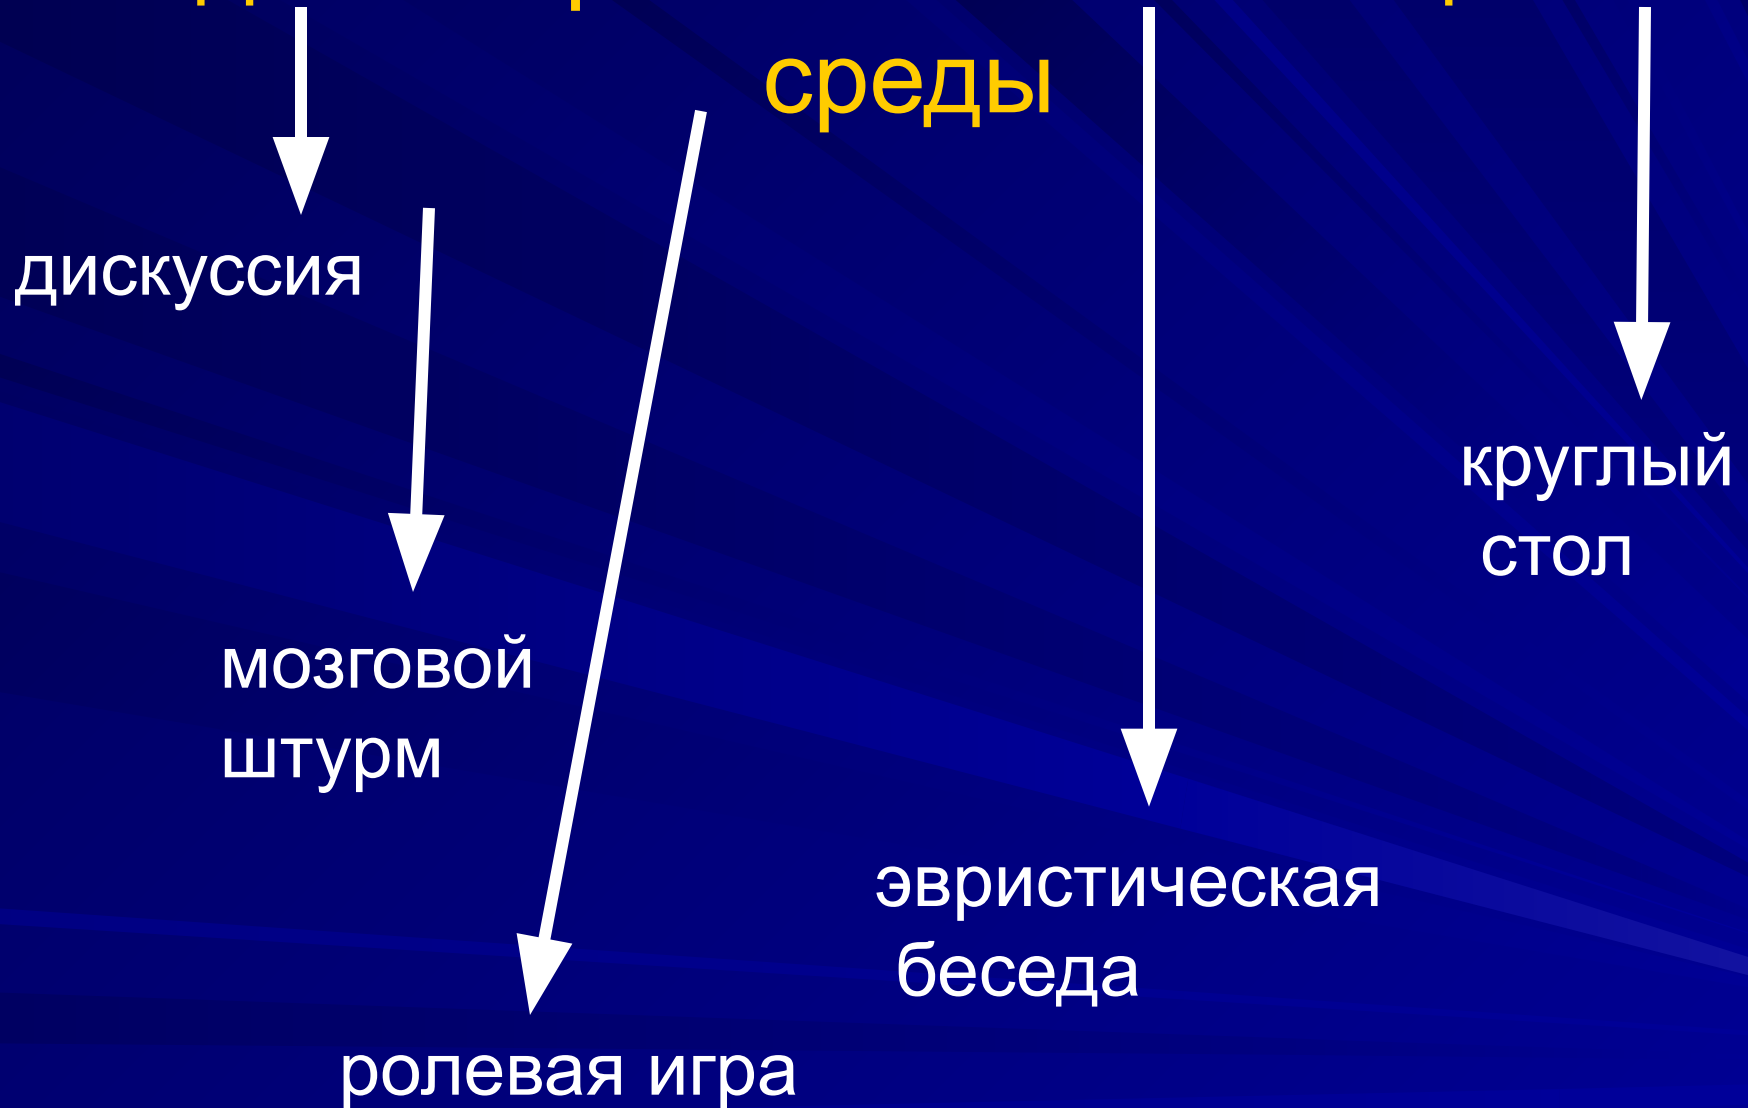 среды
дискуссия
мозговой
штурм
ролевая игра
эвристическая
беседа
круглый
стол